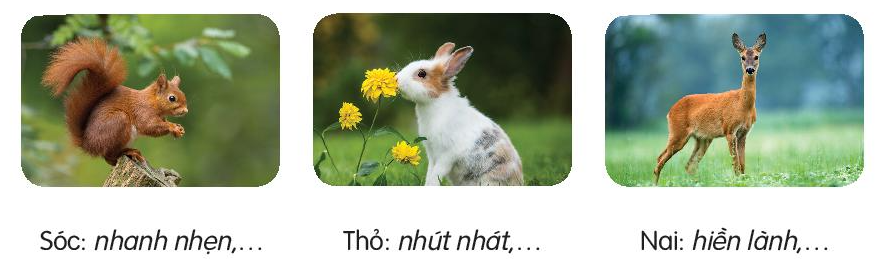 Sóc: nhanh nhẹn,...
Thỏ: nhút nhát,...
Nai: hiền lành,...